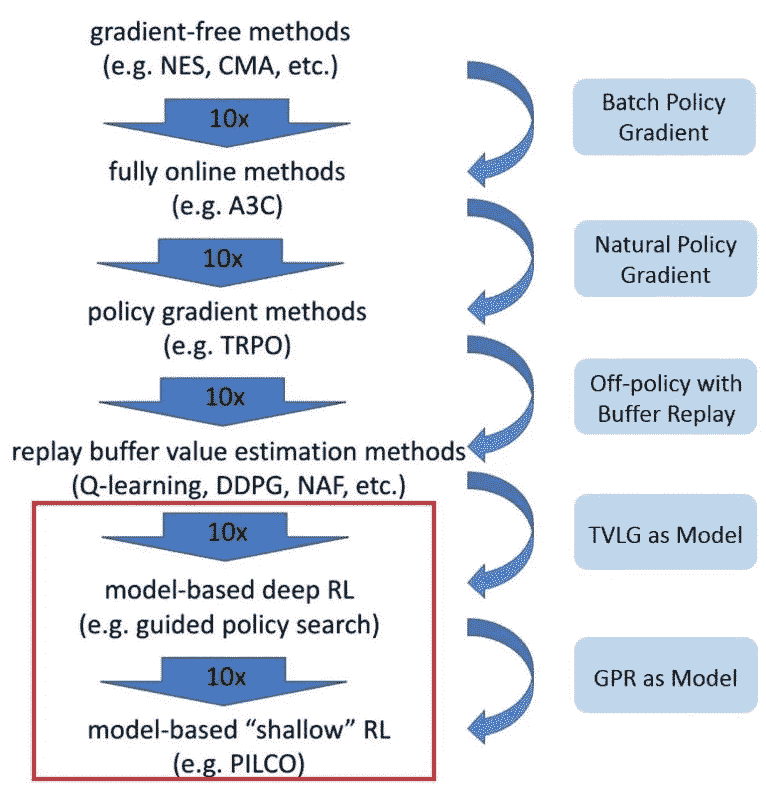 gradient-free methods
(e.g. NES, CMA, etc.)
10x
Batch Policy
Gradient
fully online methods
(e.g. A3C)
10x
Natural Policy
Gradient
policy gradient methods
(e.g. TRPO)
10x
Off-policy with
Buffer Replay
replay buffer value estimation methods
(Q-learning, DDPG, NAF, etc.)
10x
TVLG as Model
model-based deep RL
(e.g. guided policy search)
10x
GPR as Model
model-based “shallow” RL
(e.g. PILCO)